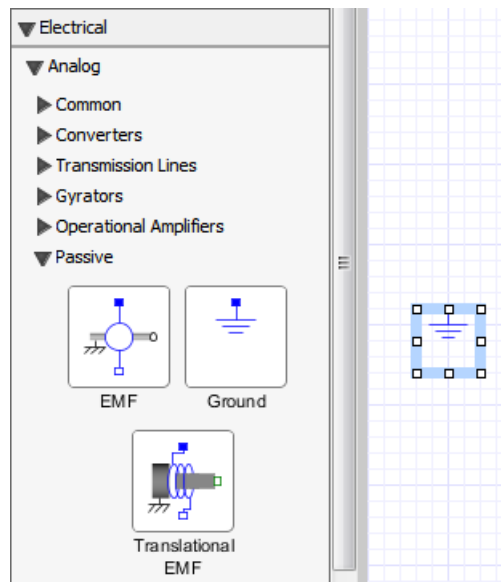 Electrical
Analog
Common
Converters
Transmission Lines
Gyrators
Operational Amplifiers
Passive
EMF
Ground
Translational
EMF